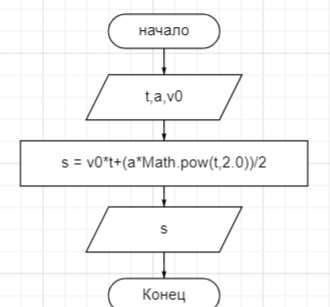 начало
t,a,v0
s = v0*t+(a*Math.pow(t,2.0))/2
s
Конец